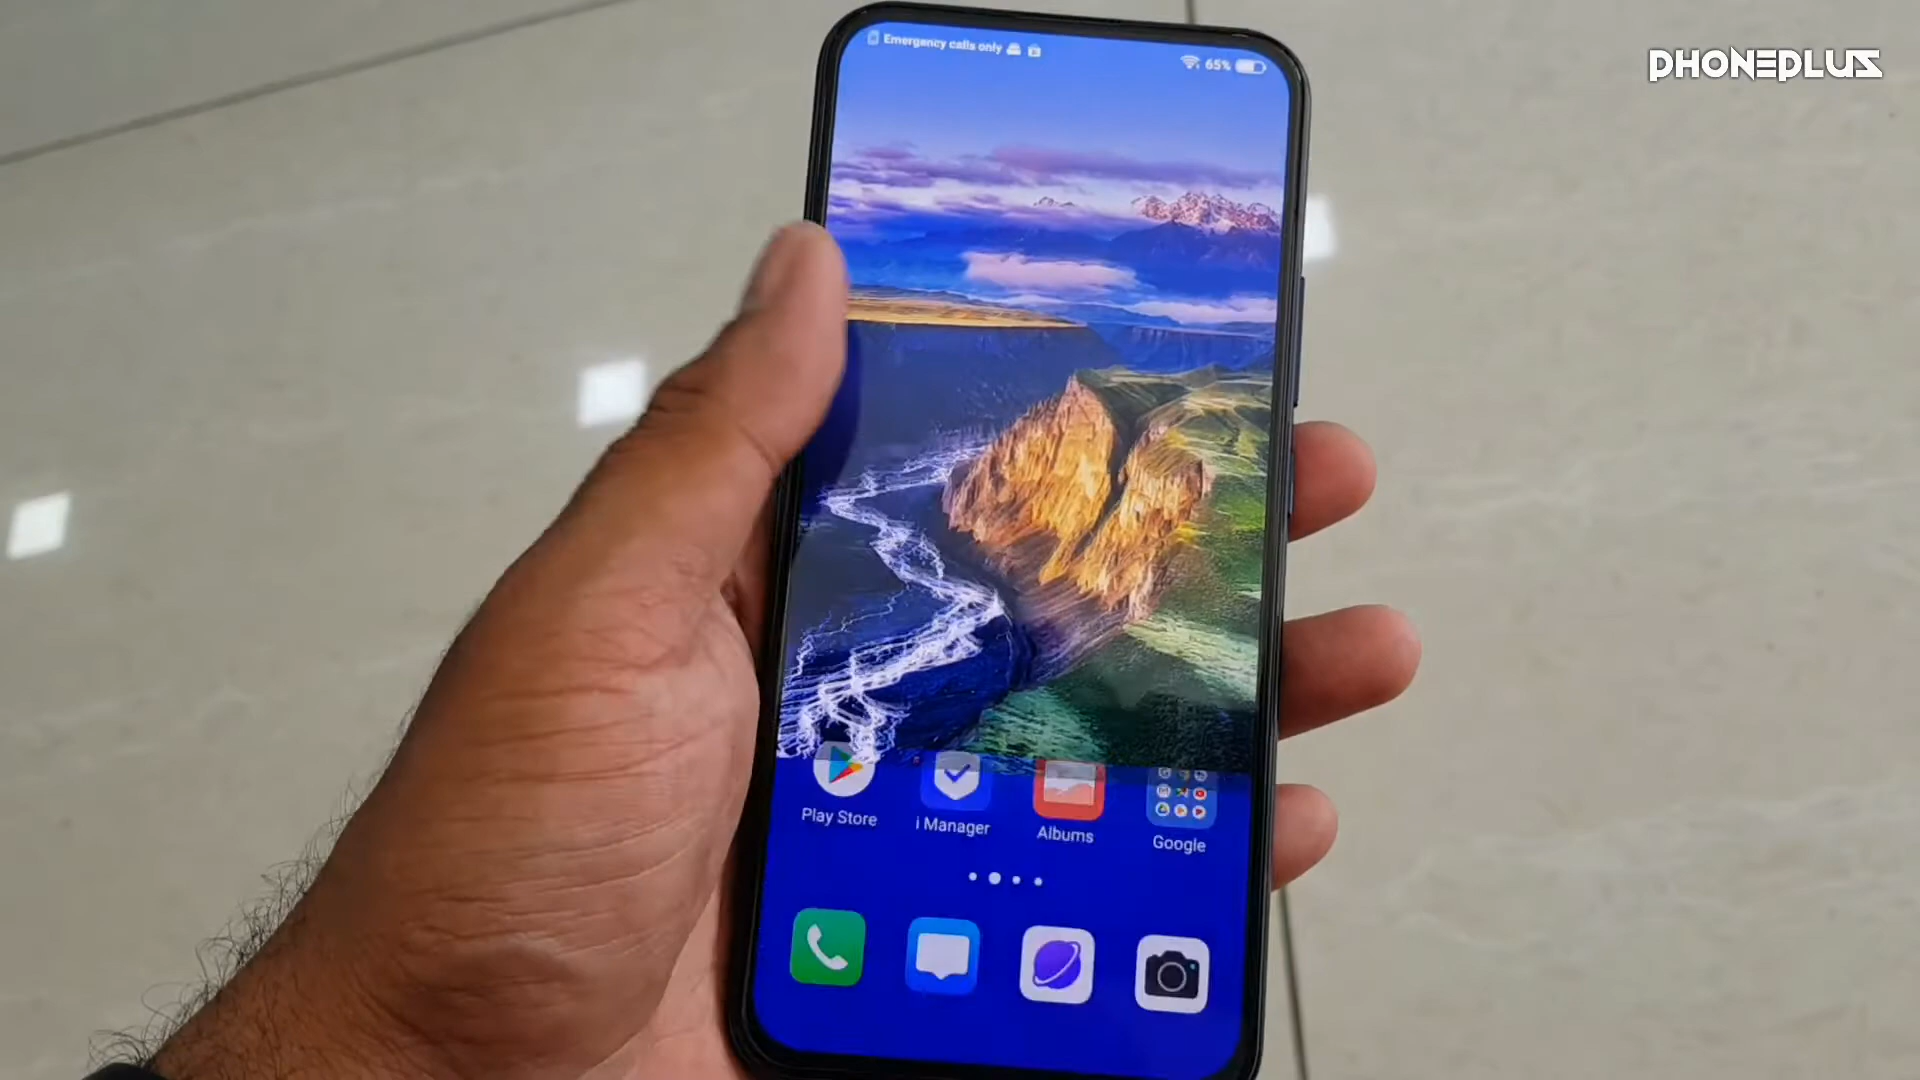 PHONEPLUS
Emergency calls only
65%
Play Store
i Manager
Albums
Google